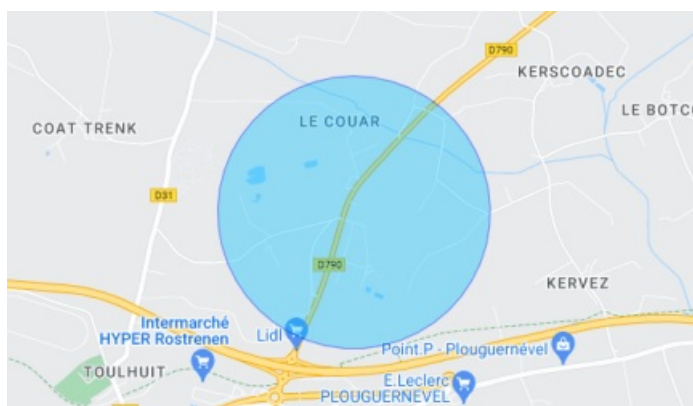 D790
KERSCOADEC
LE COUAR
LE BOTCO
COAT TRENK
D31
D790
KERVEZ
Intermarché
HYPER Rostrenen
Lidl
Point.P - Plouguernével
TOULHUIT
E.Leclerc
PLOUGUERNEVEL